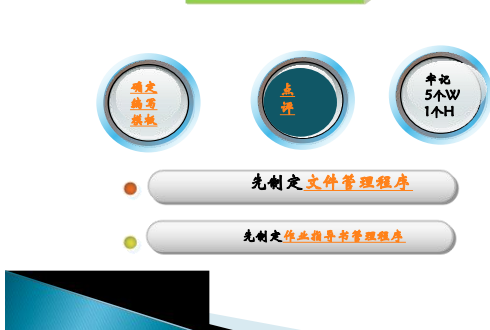 确定
编写
模板
点
评
牢记
5个W
1个H
先制定文件管理程序
先制定作业指导书管理程序